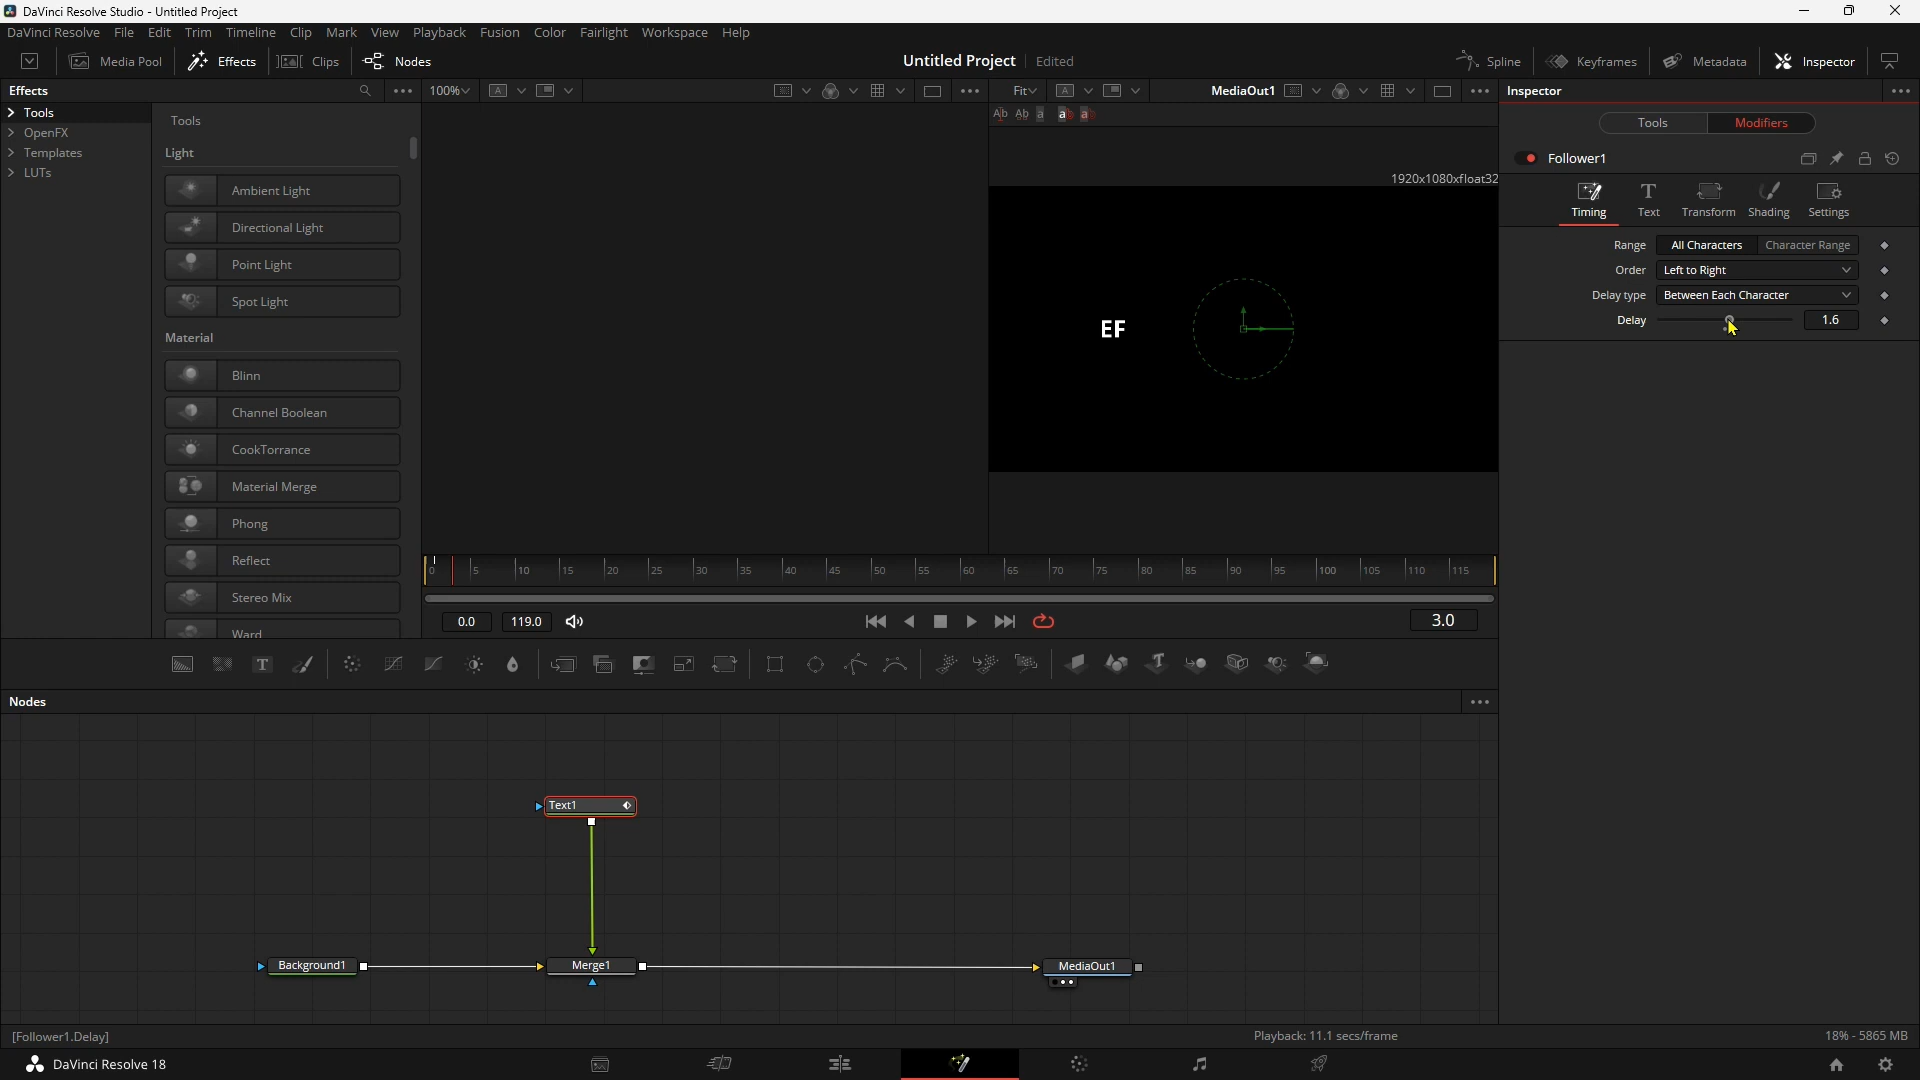 DaVinci Resolve Studio - Untitled Project
DaVinci Resolve File Edit Trim Timeline Clip Mark View Playback Fusion Color Fairlight Workspace Help
Media Pool Effects Clips Nodes Untitled Project Edited Spline Keyframes Metadata Inspector
Effects 100% A Fit A MediaOut1 Inspector
Tools
OpenFX
Templates
LUTs
Tools
Light
Ambient Light
Directional Light
Point Light
Spot Light
Material
Blinn
Channel Boolean
CookTorrance
Material Merge
Phong
Reflect
Stereo Mix
Ward
1920x1080xfloat32
EF
Tools Modifiers
Follower1
Timing Text Transform Shading Settings
Range All Characters Character Range
Order Left to Right
Delay type Between Each Character
Delay 1.6
0 5 10 15 20 25 30 35 40 45 50 55 60 65 70 75 80 85 90 95 100 105 110 115
0.0 119.0 3.0
Nodes
Text1
Background1 Merge1 MediaOut1
[Follower1.Delay] Playback: 11.1 secs/frame 18% - 5865 MB
DaVinci Resolve 18